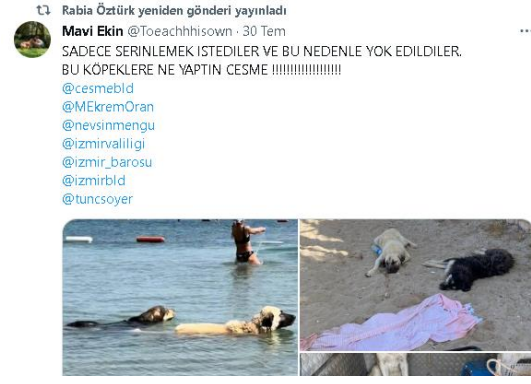 Rabia Öztürk yeniden gönderi yayınladı
Mavi Ekin @Toeachhhisown · 30 Tem
SADECE SERINLEMEK ISTEDILER VE BU NEDENLE YOK EDILDILER.
BU KÖPEKLERE NE YAPTIN CESME !!!!!!!!!!!!!!!!!!!
@cesmebld
@MEkremOran
@nevsinmengu
@izmirvaliligi
@izmir_barosu
@izmirbld
@tuncsoyer